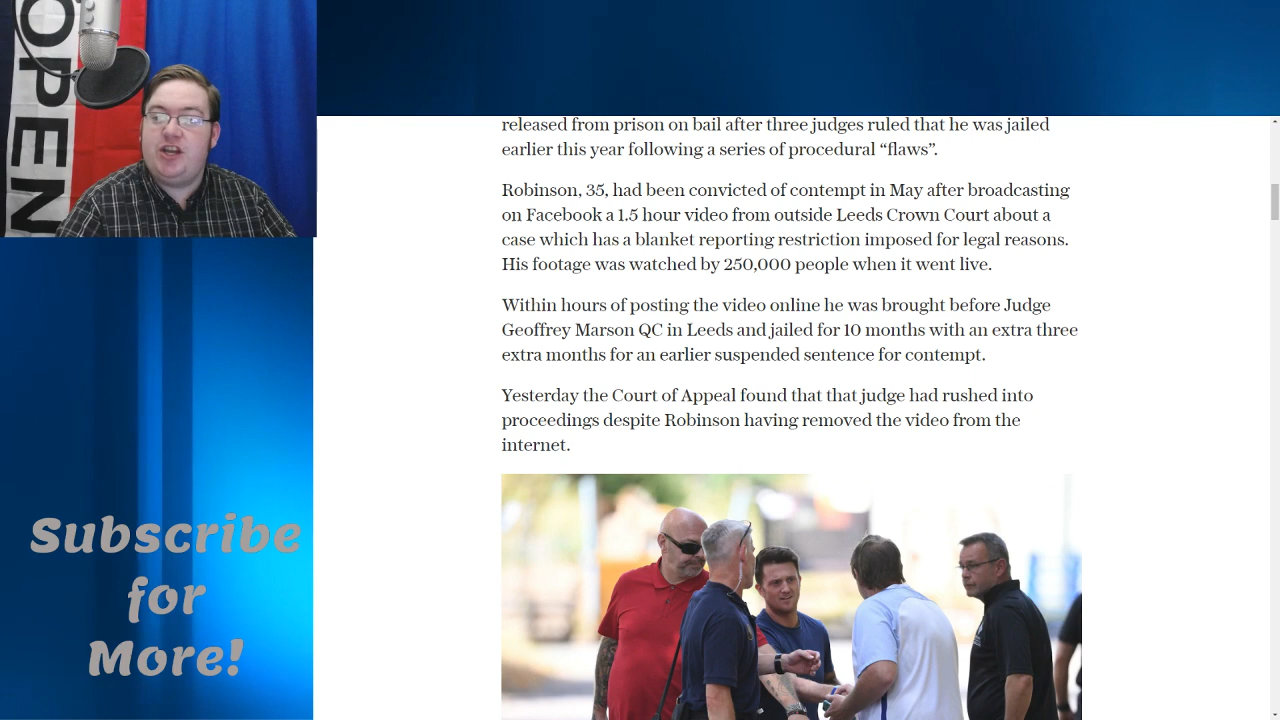 OPEN
released from prison on bail after three judges ruled that he was jailed
earlier this year following a series of procedural “flaws”.
Robinson, 35, had been convicted of contempt in May after broadcasting
on Facebook a 1.5 hour video from outside Leeds Crown Court about a
case which has a blanket reporting restriction imposed for legal reasons.
His footage was watched by 250,000 people when it went live.
Within hours of posting the video online he was brought before Judge
Geoffrey Marson QC in Leeds and jailed for 10 months with an extra three
extra months for an earlier suspended sentence for contempt.
Yesterday the Court of Appeal found that that judge had rushed into
proceedings despite Robinson having removed the video from the
internet.
Subscribe
for
More!